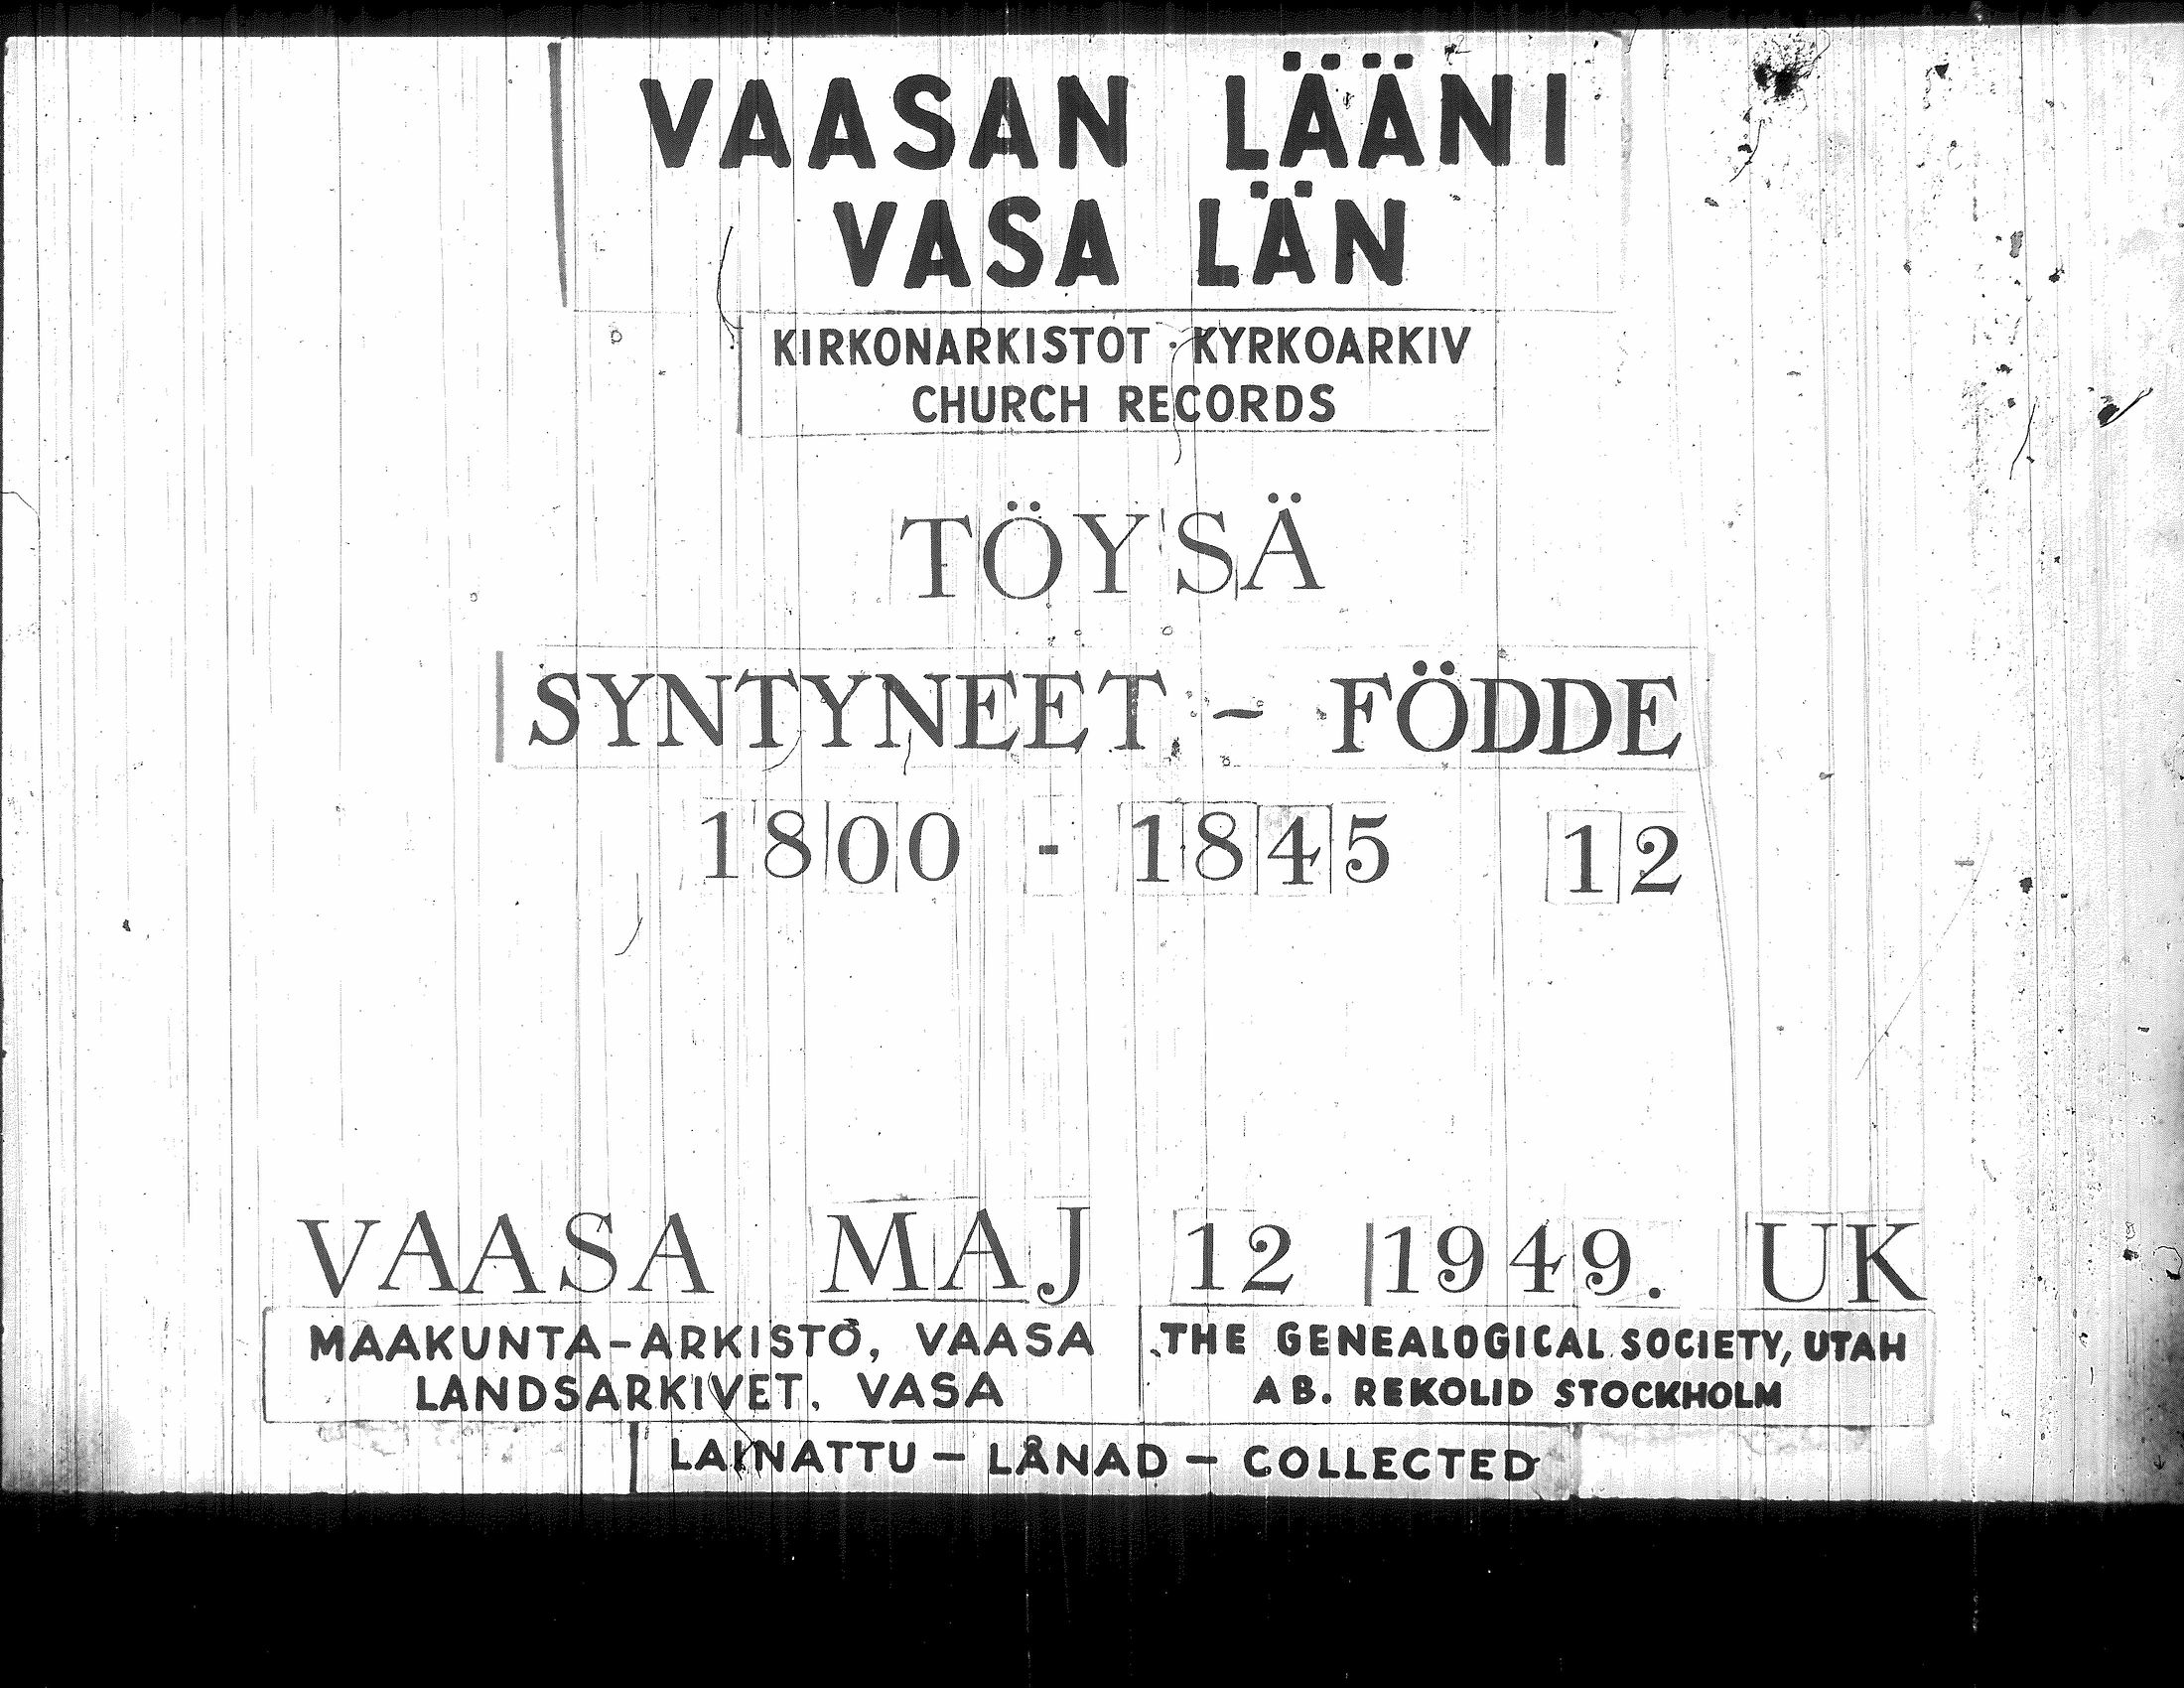 VAASAN LÄÄNI
VASA LÄN
KIRKONARKISTOT · KYRKOARKIV
CHURCH RECORDS
TÖYSÄ
SYNTYNEET - FÖDDE
1800 - 1845 12
VAASA MAJ 12 1949. UK
MAAKUNTA-ARKISTO, VAASA
LANDSARKIVET, VASA
THE GENEALOGICAL SOCIETY, UTAH
AB. REKOLID STOCKHOLM
LAINATTU - LÅNAD - COLLECTED